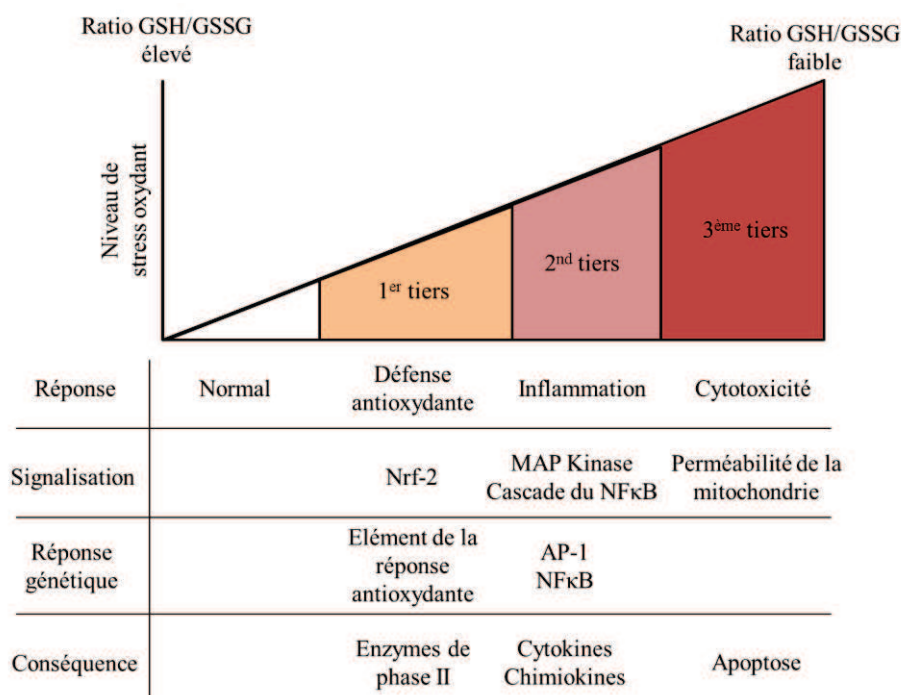 Ratio GSH/GSSG
élevé
Ratio GSH/GSSG
faible
Niveau de
stress oxydant
1er tiers
2nd tiers
3ème tiers
Réponse
Normal
Défense
antioxydante
Inflammation
Cytotoxicité
Signalisation
Nrf-2
MAP Kinase
Cascade du NFκB
Perméabilité de la
mitochondrie
Réponse
génétique
Elément de la
réponse
antioxydante
AP-1
NFκB
Conséquence
Enzymes de
phase II
Cytokines
Chimiokines
Apoptose